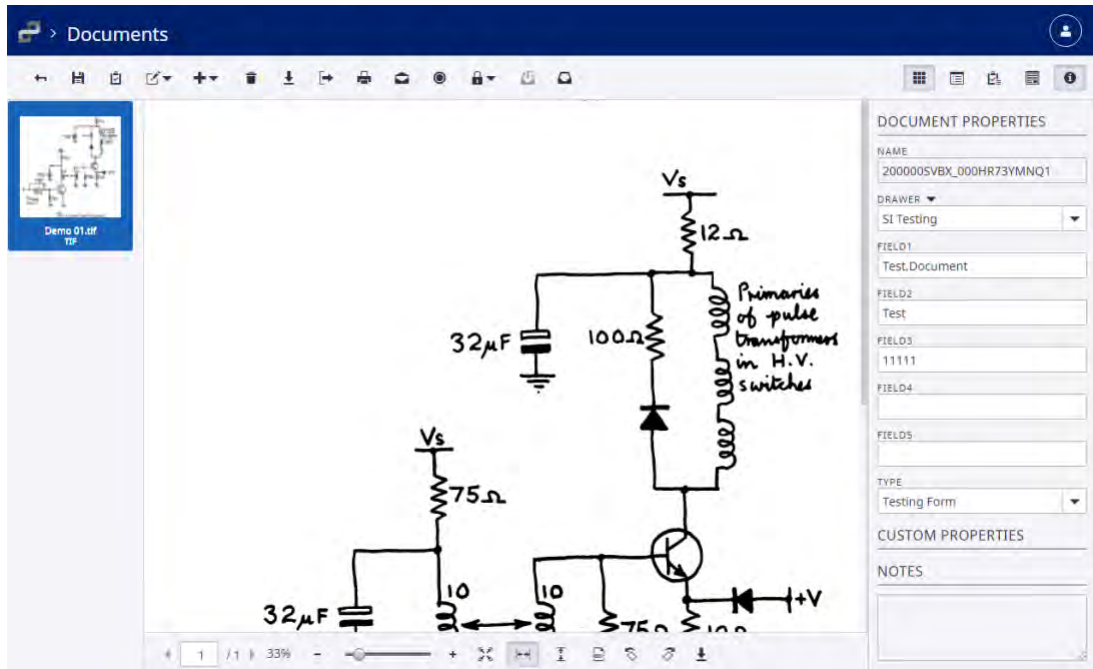 > Documents
Demo 01.tif
TIF
Vs
12Ω
32μF
100Ω
Primaries
of pulse
transformers
in H.V.
switches
Vs
75Ω
32μF
10
10
75Ω
+V
1
/1
33%
-
+
DOCUMENT PROPERTIES
NAME
200000SVBX_000HR73YMNQ1
DRAWER
SI Testing
FIELD1
Test.Document
FIELD2
Test
FIELD3
11111
FIELD4
FIELD5
TYPE
Testing Form
CUSTOM PROPERTIES
NOTES